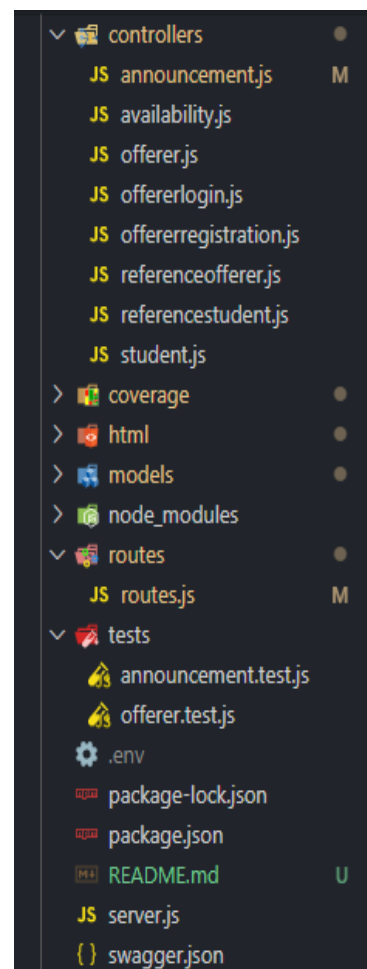 controllers
JS announcement.js M
JS availability.js
JS offerer.js
JS offererlogin.js
JS offererregistration.js
JS referenceofferer.js
JS referencestudent.js
JS student.js
coverage
html
models
node_modules
routes
JS routes.js M
tests
announcement.test.js
offerer.test.js
.env
package-lock.json
package.json
M+ README.md U
JS server.js
{ } swagger.json